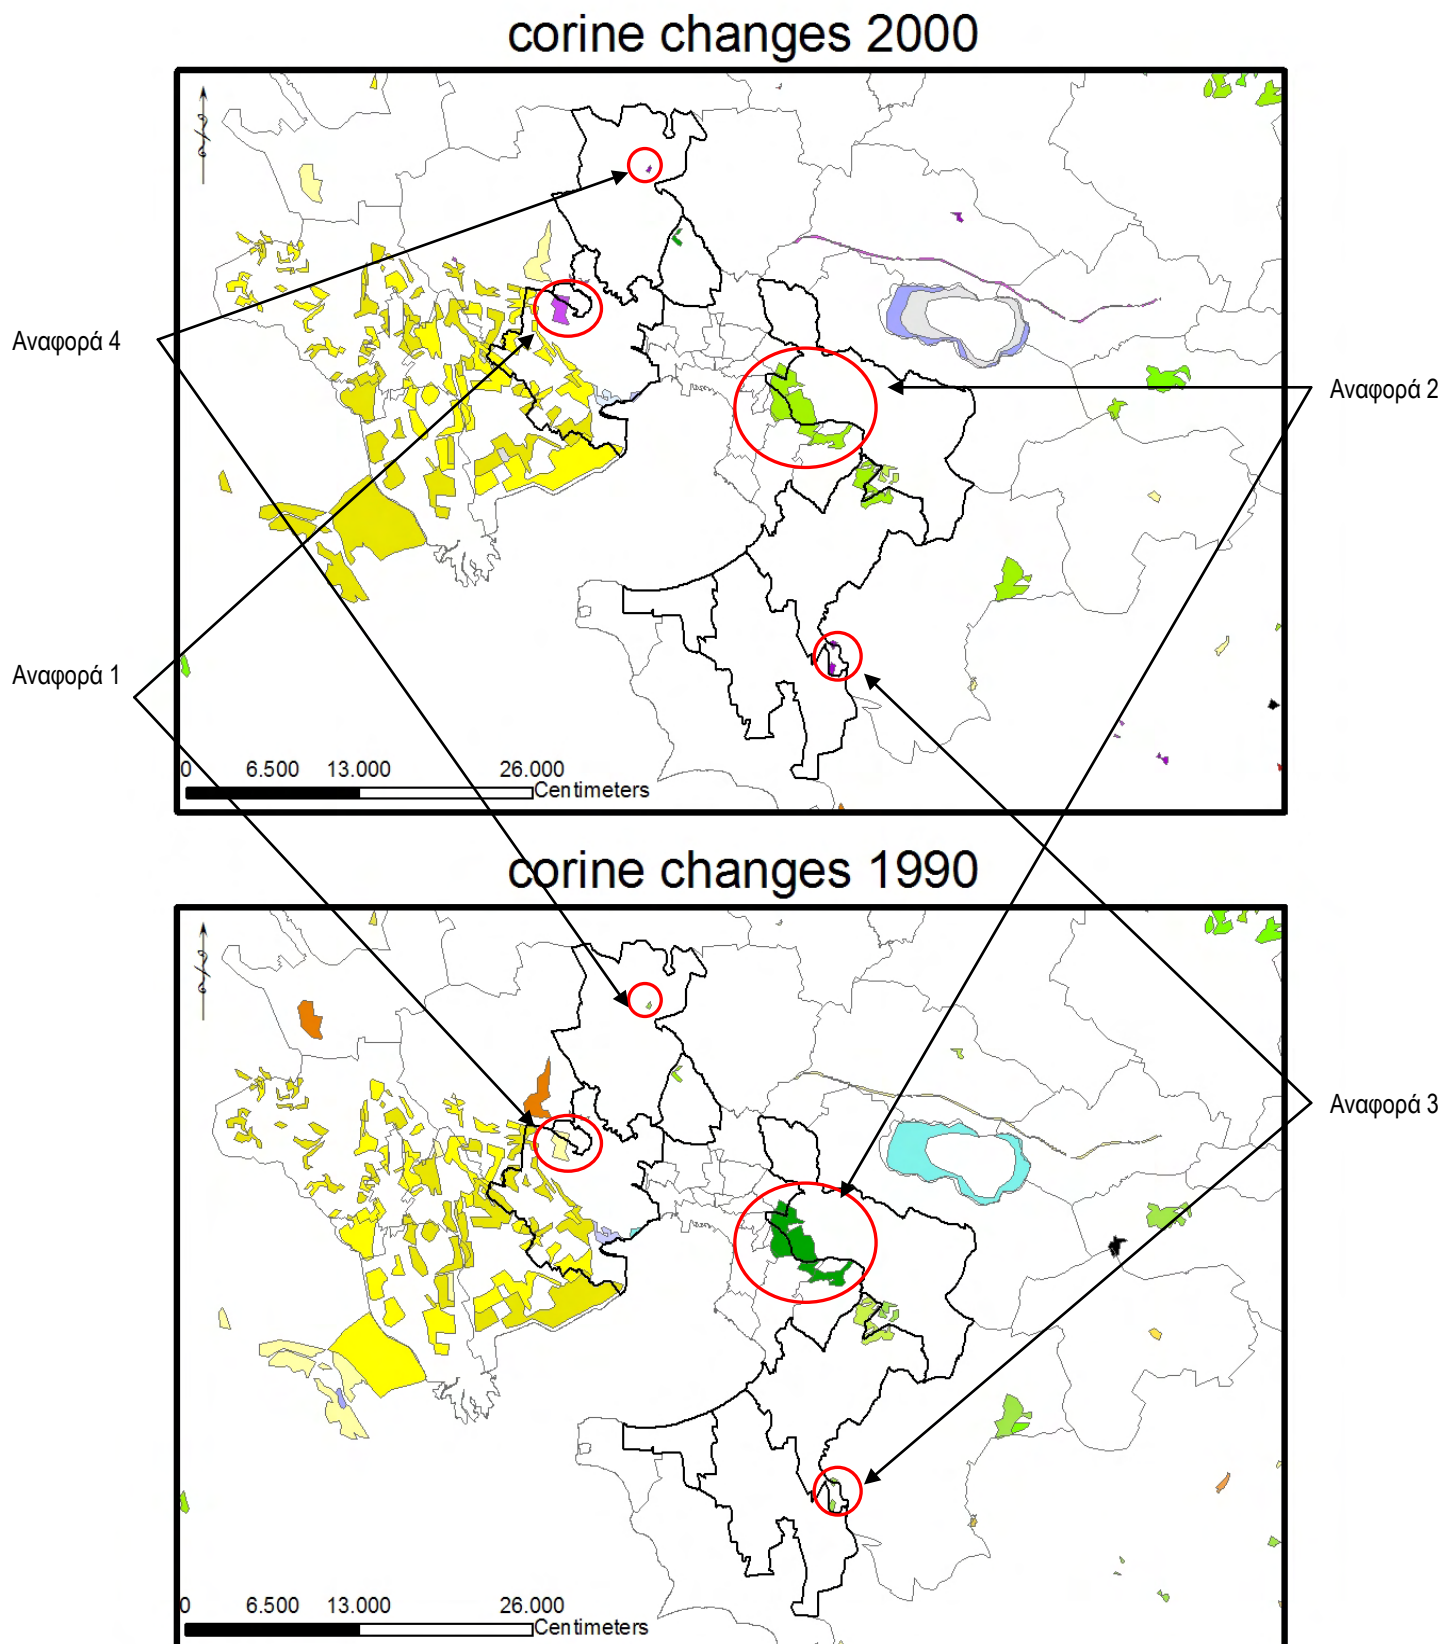 corine changes 2000
Αναφορά 4
Αναφορά 2
Αναφορά 1
0 6.500 13.000 26.000
Centimeters
corine changes 1990
Αναφορά 3
0 6.500 13.000 26.000
Centimeters